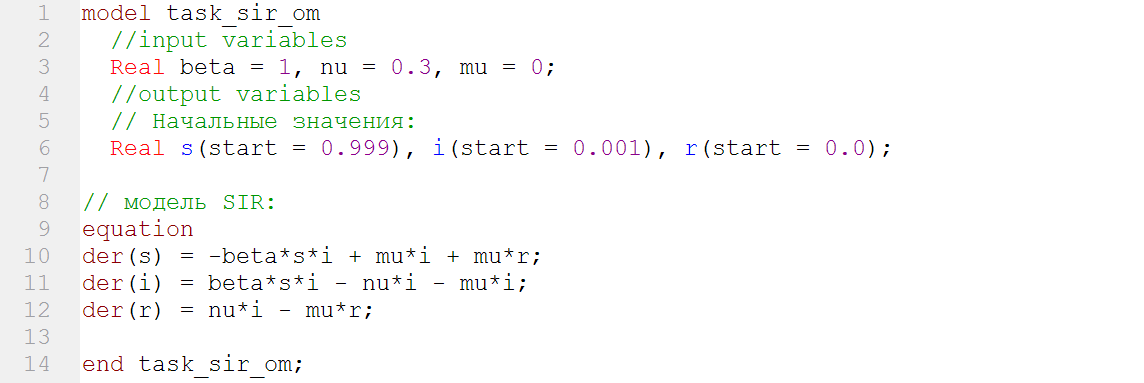 1 model task_sir_om
2 //input variables
3 Real beta = 1, nu = 0.3, mu = 0;
4 //output variables
5 // Начальные значения:
6 Real s(start = 0.999), i(start = 0.001), r(start = 0.0);
7
8 // модель SIR:
9 equation
10 der(s) = -beta*s*i + mu*i + mu*r;
11 der(i) = beta*s*i - nu*i - mu*i;
12 der(r) = nu*i - mu*r;
13
14 end task_sir_om;